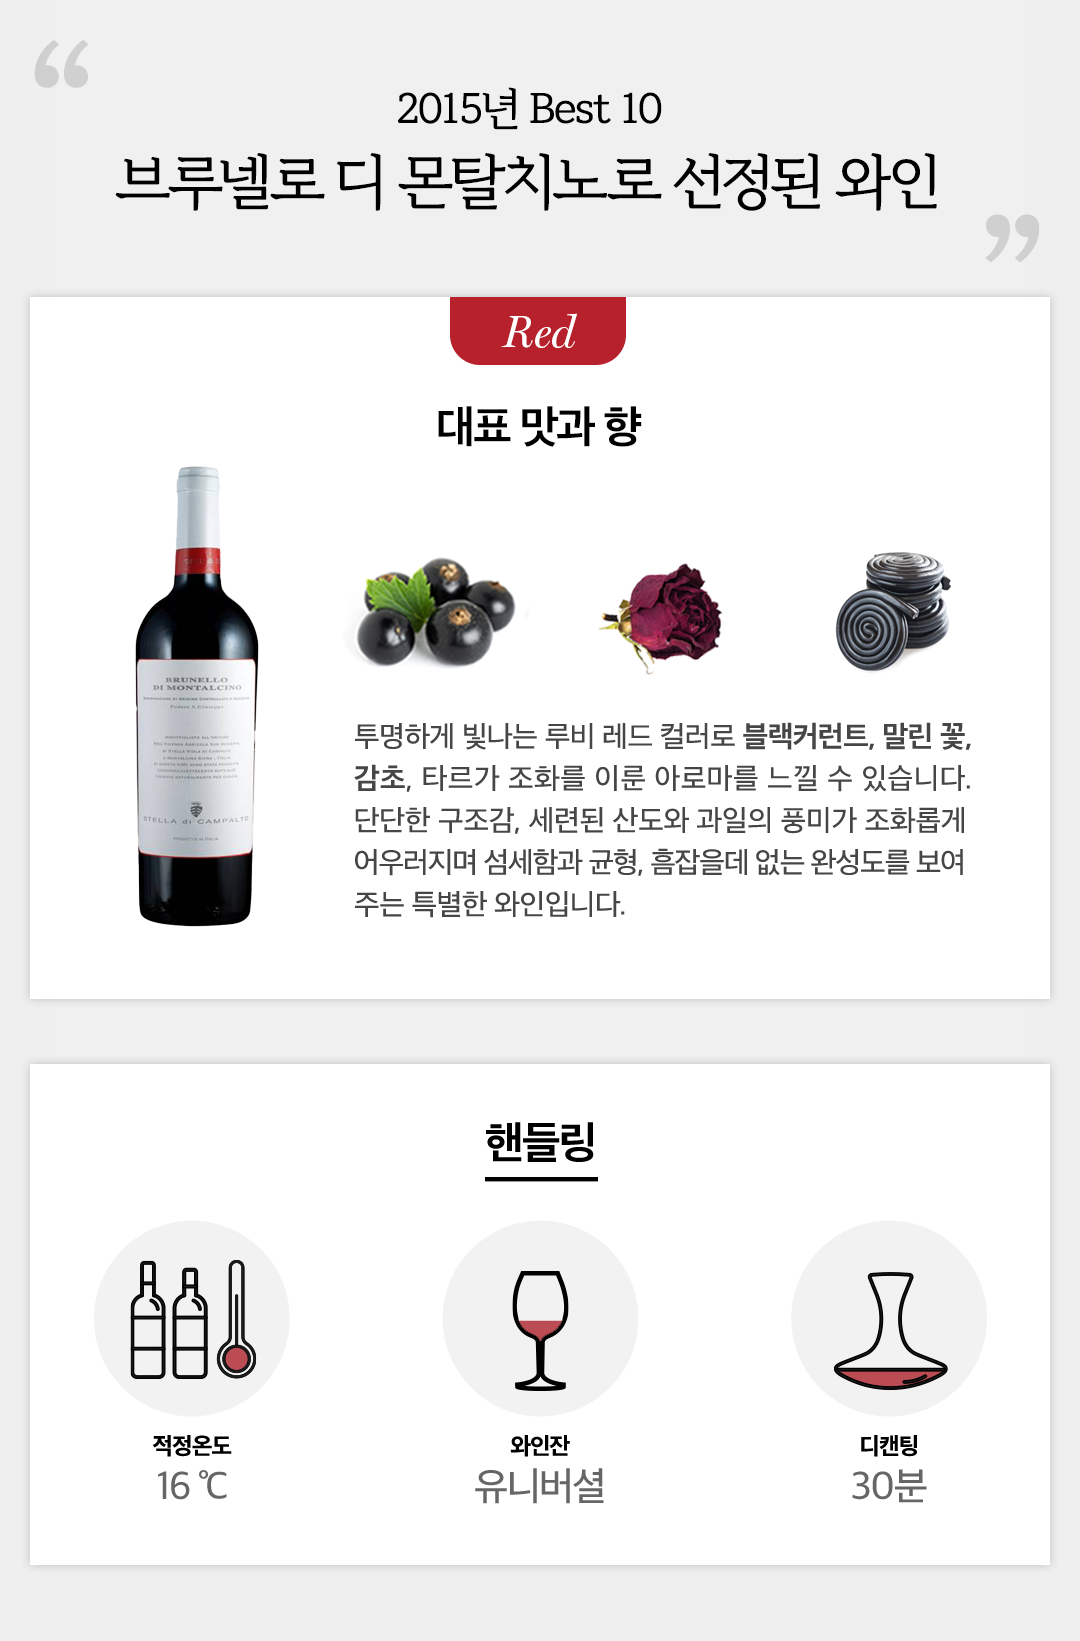 “
2015년 Best 10
브루넬로 디 몬탈치노로 선정된 와인
”
Red
대표 맛과 향
BRUNELLO
DI MONTALCINO
STELLA di CAMPALTO
PRODOTTO IN ITALIA
투명하게 빛나는 루비 레드 컬러로 블랙커런트, 말린 꽃,
감초, 타르가 조화를 이룬 아로마를 느낄 수 있습니다.
단단한 구조감, 세련된 산도와 과일의 풍미가 조화롭게
어우러지며 섬세함과 균형, 흠잡을데 없는 완성도를 보여
주는 특별한 와인입니다.
핸들링
적정온도
16 ℃
와인잔
유니버셜
디캔팅
30분